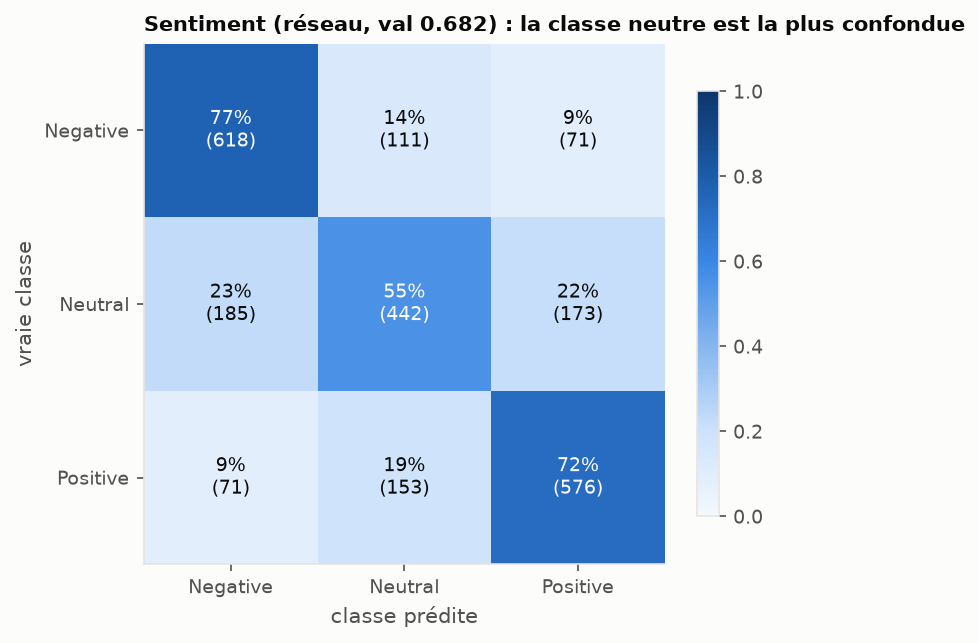 Sentiment (réseau, val 0.682) : la classe neutre est la plus confondue
vraie classe
Negative
77%
(618)
14%
(111)
9%
(71)
Neutral
23%
(185)
55%
(442)
22%
(173)
Positive
9%
(71)
19%
(153)
72%
(576)
Negative
Neutral
Positive
classe prédite
1.0
0.8
0.6
0.4
0.2
0.0